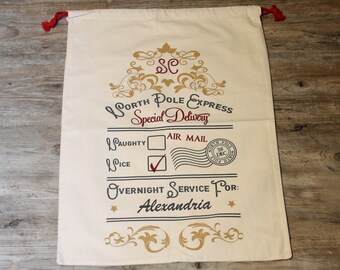 SC
North Pole Express
Special Delivery
Naughty
AIR MAIL
Nice
Overnight Service For:
Alexandria